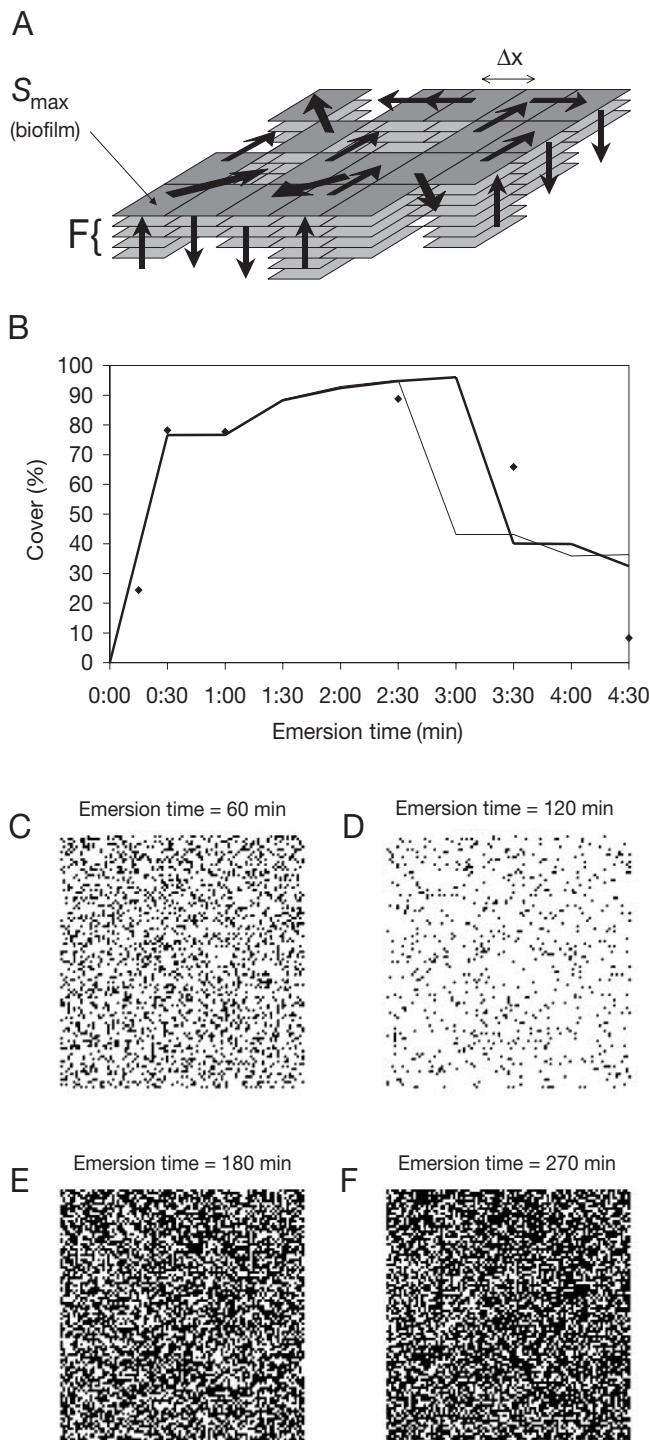 A
Δx
Smax
(biofilm)
F{
B
100
90
80
70
60
50
40
30
20
10
0
Cover (%)
0:00 0:30 1:00 1:30 2:00 2:30 3:00 3:30 4:00 4:30
Emersion time (min)
C
Emersion time = 60 min
D
Emersion time = 120 min
E
Emersion time = 180 min
F
Emersion time = 270 min